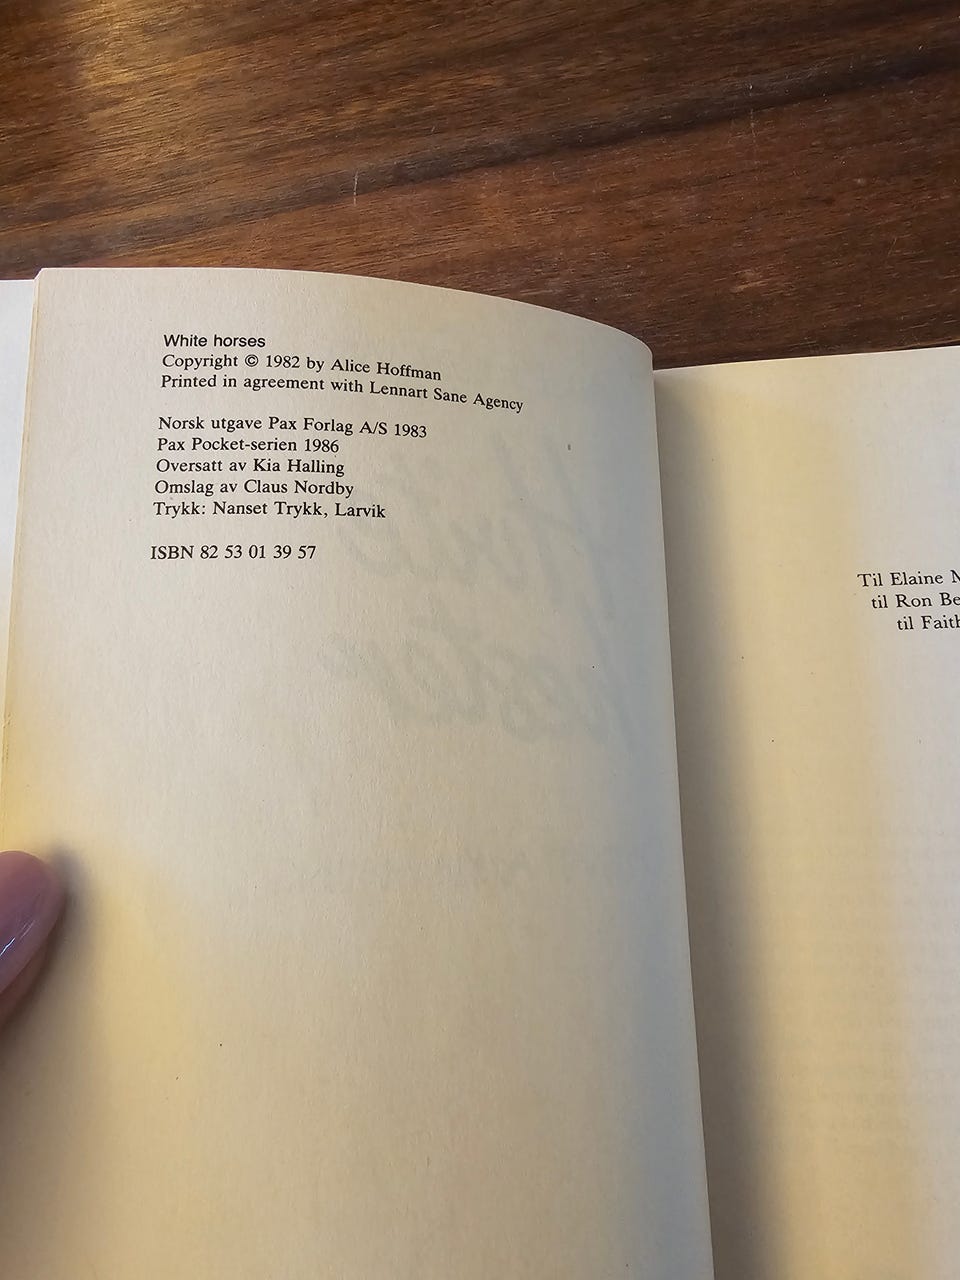 White horses
Copyright © 1982 by Alice Hoffman
Printed in agreement with Lennart Sane Agency
Norsk utgave Pax Forlag A/S 1983
Pax Pocket-serien 1986
Oversatt av Kia Halling
Omslag av Claus Nordby
Trykk: Nanset Trykk, Larvik
ISBN 82 53 01 39 57
Til Elaine
til Ron
til